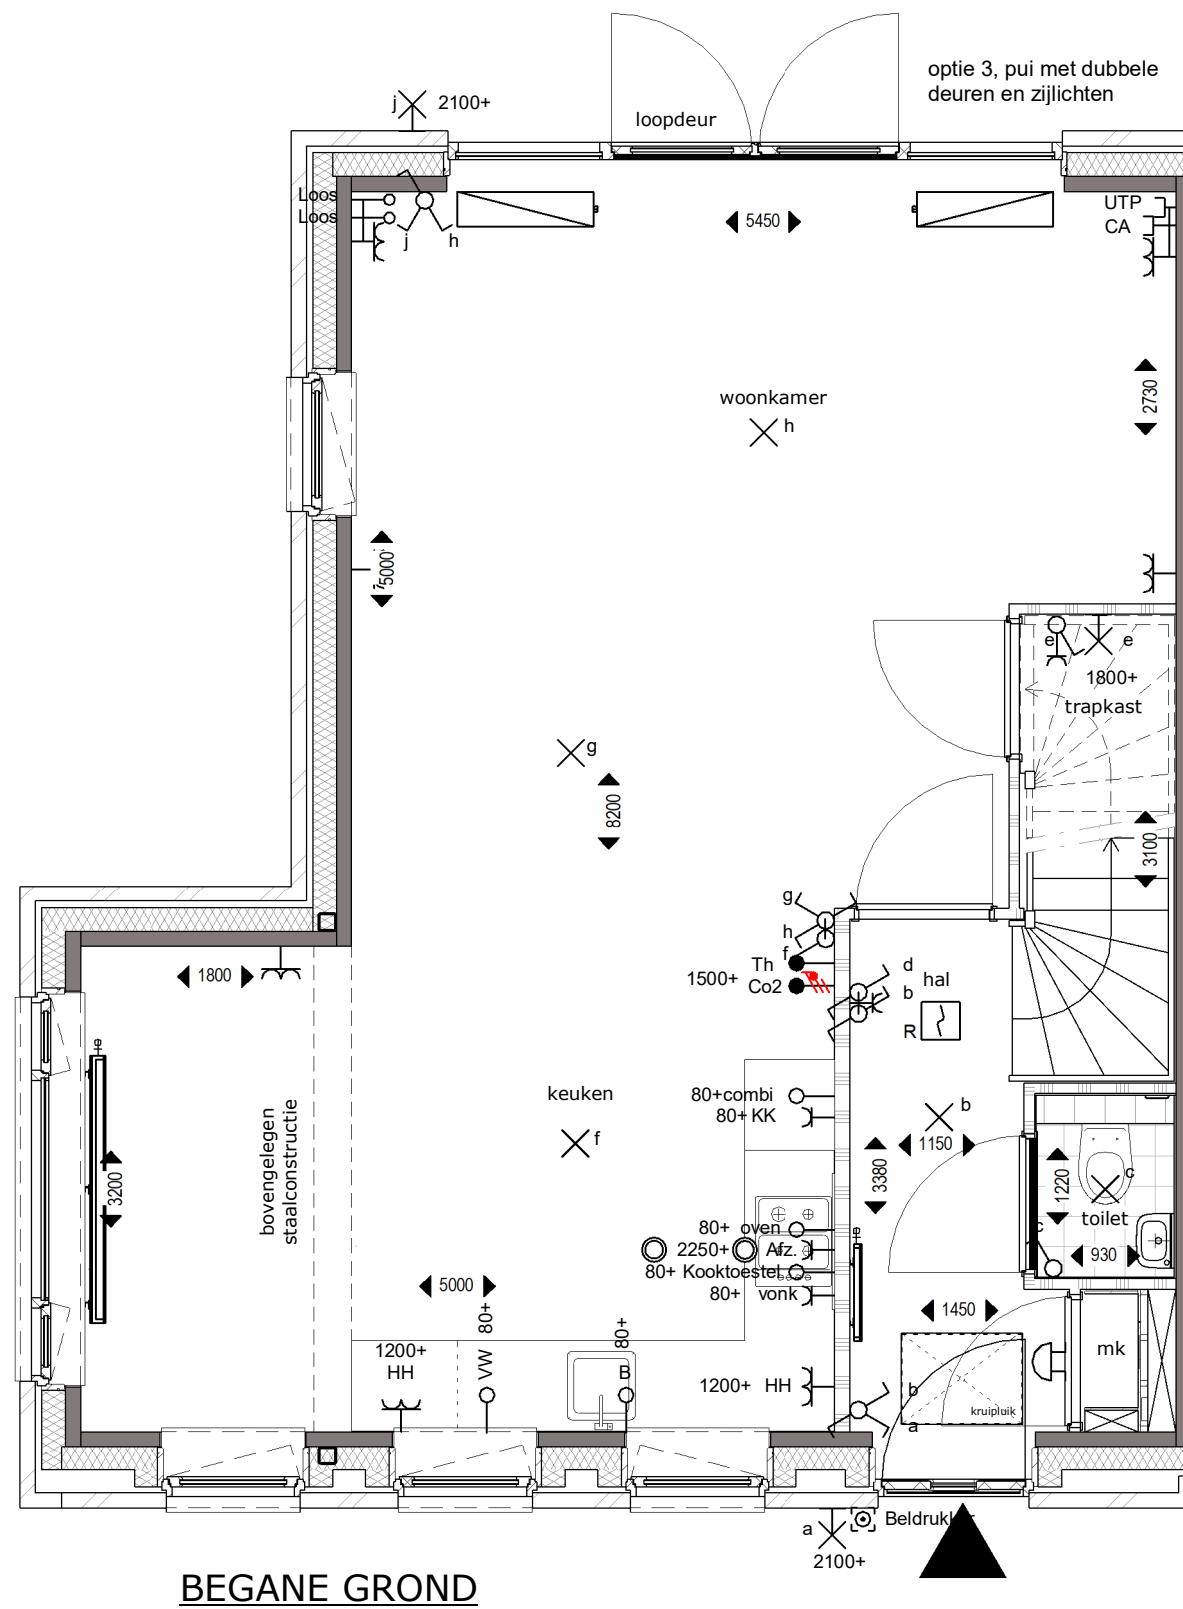 optie 3, pui met dubbele
deuren en zijlichten
j
2100+
loopdeur
Loos
Loos
j
h
5450
UTP
CA
woonkamer
h
2730
5000
e
e
1800+
trapkast
g
8200
3100
g
h
f
Th
1500+
Co2
d
b
hal
R
1800
keuken
f
bovengelegen
staalconstructie
80+combi
80+ KK
b
1150
3380
3200
c
1220
toilet
c
930
80+ oven
2250+ Afz.
80+ Kooktoestel
80+ vonk
5000
1450
80+
VW
80+
B
1200+
HH
1200+ HH
mk
b
a
kruipluik
a
2100+
Beldrukker
BEGANE GROND